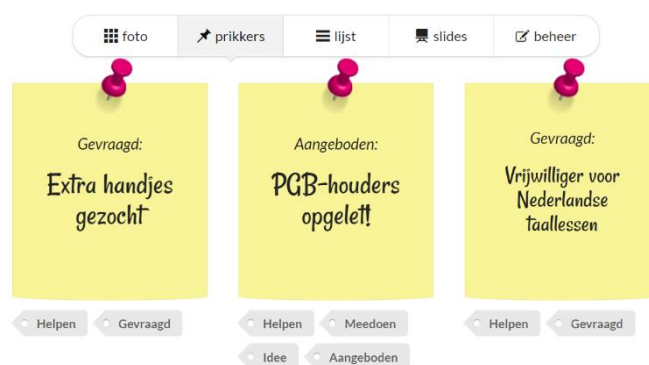 foto prikkers lijst slides beheer
Gevraagd:
Extra handjes
gezocht
Helpen Gevraagd
Aangeboden:
PGB-houders
opgelet!
Helpen Meedoen
Idee Aangeboden
Gevraagd:
Vrijwilliger voor
Nederlandse
taallessen
Helpen Gevraagd